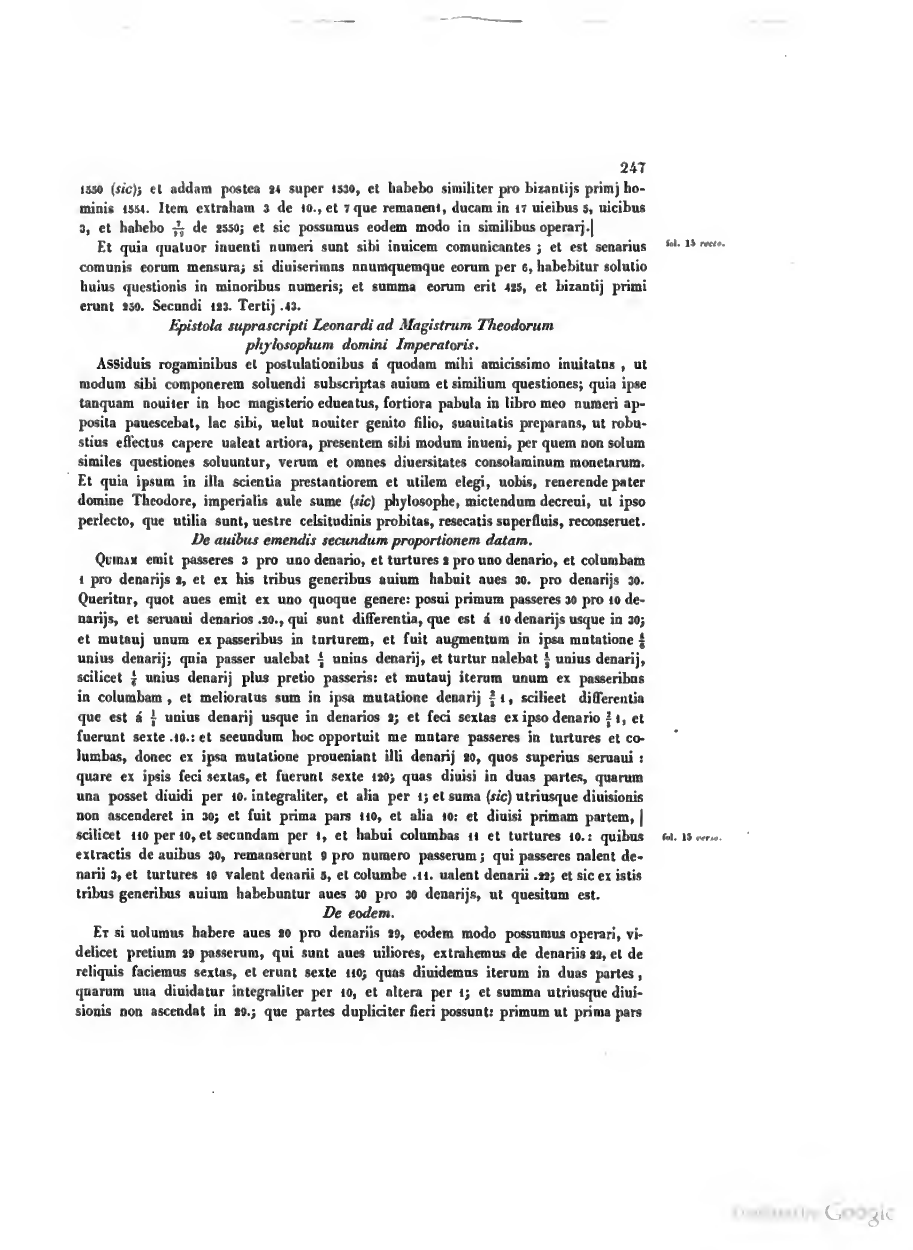 247
1550 (sic); et addam postea 24 super 1530, et habebo similiter pro bizantijs primj ho-
minis 1554. Item extraham 3 de 10., et 7 que remanent, ducam in 17 uieibus 5, uicibus
3, et habebo de 2550; et sic possumus eodem modo in similibus operarj.|
Et quia quatuor inuenti numeri sunt sibi inuicem comunicantes ; et est senarius
fol. 15 recto.
comunis eorum mensura; si diuiserimns nnumquemque eorum per 6, habebitur solutio
huius questionis in minoribus numeris; et summa eorum erit 425, et bizantij primi
erunt 250. Secundi 123. Tertij .43.
Epistola suprascripti Leonardi ad Magistrum Theodorum
phylosophum domini Imperatoris.
ASSiduis rogaminibus et postulationibus á quodam mihi amicissimo inuitatns , ut
modum sibi componerem soluendi subscriptas auium et similium questiones; quia ipse
tanquam nouiter in hoc magisterio edueatus, fortiora pabula in libro meo numeri ap-
posita pauescebat, lac sibi, uelut nouiter genito filio, suauitatis preparans, ut robu-
stius effectus capere ualeat artiora, presentem sibi modum inueni, per quem non solum
similes questiones soluuntur, verum et omnes diuersitates consolaminum monetarum.
Et quia ipsum in illa scientia prestantiorem et utilem elegi, uobis, renerende pater
domine Theodore, imperialis aule sume (sic) phylosophe, mictendum decreui, ut ipso
perlecto, que utilia sunt, uestre celsitudinis probitas, resecatis superfluis, reconseruet.
De auibus emendis secundum proportionem datam.
Quidam emit passeres 3 pro uno denario, et turtures 2 pro uno denario, et columbam
1 pro denarijs 2, et ex his tribus generibus auium habuit aues 30. pro denarijs 30.
Queritur, quot aues emit ex uno quoque genere: posui primum passeres 30 pro 10 de-
narijs, et seruaui denarios .20., qui sunt differentia, que est á 10 denarijs usque in 30;
et mutauj unum ex passeribus in turturem, et fuit augmentum in ipsa mntatione 1/6
unius denarij; qnia passer ualebat 1/3 unins denarij, et turtur nalebat 1/2 unius denarij,
scilicet 1/6 unius denarij plus pretio passeris: et mutauj iterum unum ex passeribns
in columbam , et melioratus sum in ipsa mutatione denarij 2/3 1, scilieet differentia
que est á 1/3 unius denarij usque in denarios 2; et feci sextas ex ipso denario 2/3 1, et
fuerunt sexte .10.: et seeundum hoc opportuit me mntare passeres in turtures et co-
lumbas, donec ex ipsa mutatione proueniant illi denarij 20, quos superius seruaui :
quare ex ipsis feci sextas, et fuerunt sexte 120; quas diuisi in duas partes, quarum
una posset diuidi per 10. integraliter, et alia per 1; et suma (sic) utriusque diuisionis
non ascenderet in 30; et fuit prima pars 110, et alia 10: et diuisi primam partem, |
scilicet 110 per 10, et secundam per 1, et habui columbas 11 et turtures 10.: quibus
fol. 15 verso.
extractis de auibus 30, remanserunt 9 pro numero passerum; qui passeres nalent de-
narii 3, et turtures 10 valent denarii 5, et columbe .11. ualent denarii .22; et sic ex istis
tribus generibus auium habebuntur aues 30 pro 30 denarijs, ut quesitum est.
De eodem.
Et si uolumus habere aues 20 pro denariis 29, eodem modo possumus operari, vi-
delicet pretium 29 passerum, qui sunt aues uiliores, extrahemus de denariis 22, et de
reliquis faciemus sextas, et erunt sexte 110; quas diuidemus iterum in duas partes ,
quarum una diuidatur integraliter per 10, et altera per 1; et summa utriusque diui-
sionis non ascendat in 29.; que partes dupliciter fieri possunt: primum ut prima pars
Google